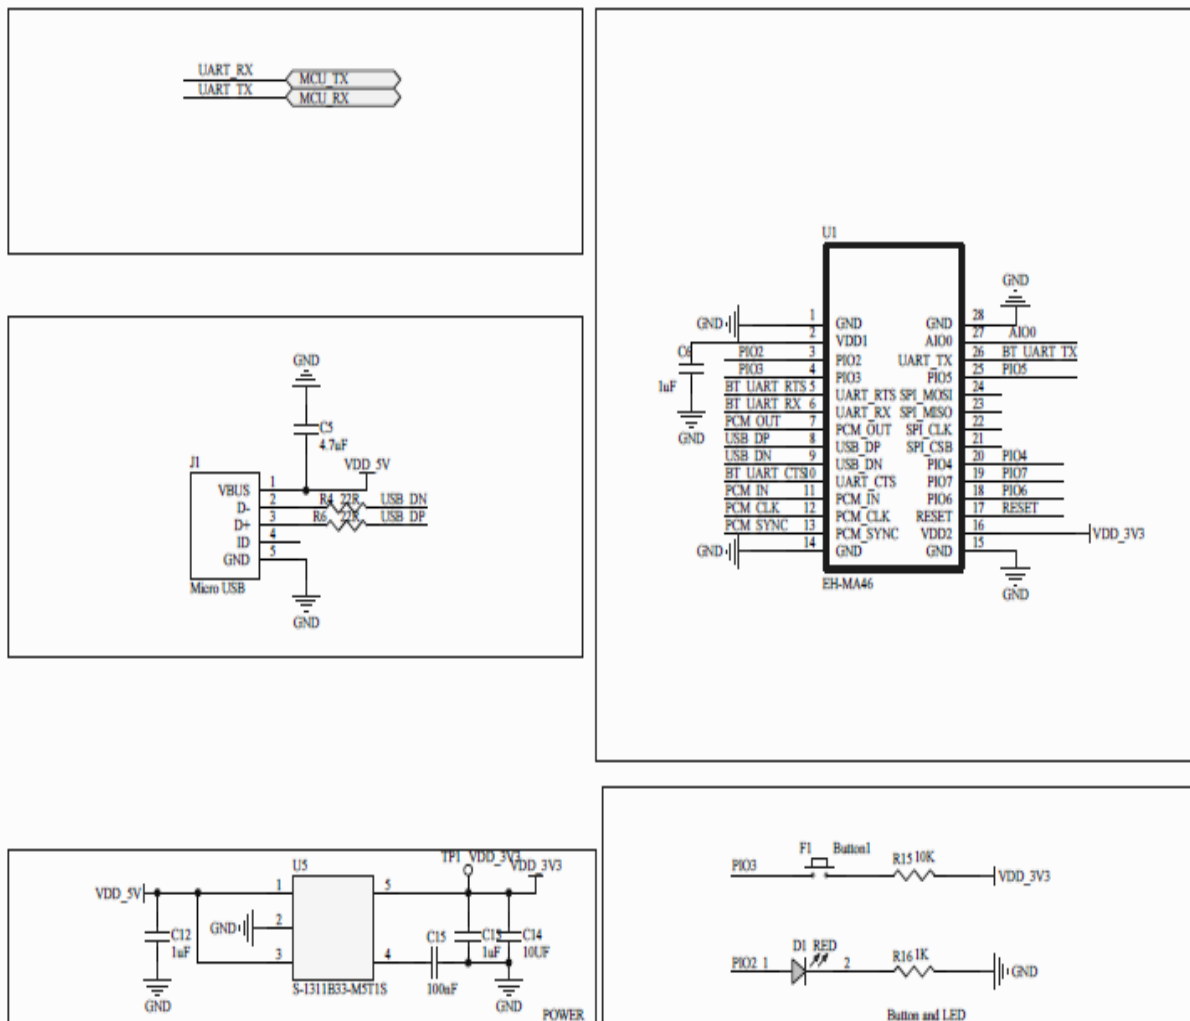 UART_RX
MCU_TX
UART_TX
MCU_RX
GND
C5
4.7uF
J1
VDD_5V
VBUS 1
D- 2 R4 22R USB_DN
D+ 3 R6 22R USB_DP
ID 4
GND 5
Micro USB
GND
U1
GND
GND 1 GND GND 28
2 VDD1 AIO0 27 AIO0
C6
1uF
GND
PIO2 3 PIO2 UART_TX 26 BT_UART_TX
PIO3 4 PIO3 PIO5 25 PIO5
BT_UART_RTS 5 UART_RTS SPI_MOSI 24
BT_UART_RX 6 UART_RX SPI_MISO 23
PCM_OUT 7 PCM_OUT SPI_CLK 22
USB_DP 8 USB_DP SPI_CSB 21
USB_DN 9 USB_DN PIO4 20 PIO4
BT_UART_CTS 10 UART_CTS PIO7 19 PIO7
PCM_IN 11 PCM_IN PIO6 18 PIO6
PCM_CLK 12 PCM_CLK RESET 17 RESET
PCM_SYNC 13 PCM_SYNC VDD2 16 VDD_3V3
GND 14 GND GND 15
GND
EH-MA46
U5
TP1 VDD_3V3
VDD_3V3
VDD_5V 1 5
GND 2
C12
1uF
3 4
C15
100nF
C13
1uF
C14
10UF
GND
GND
S-1311B33-M5T1S
POWER
F1 Button1
PIO3
R15 10K
VDD_3V3
D1 RED
PIO2 1 2
R16 1K
GND
Button and LED